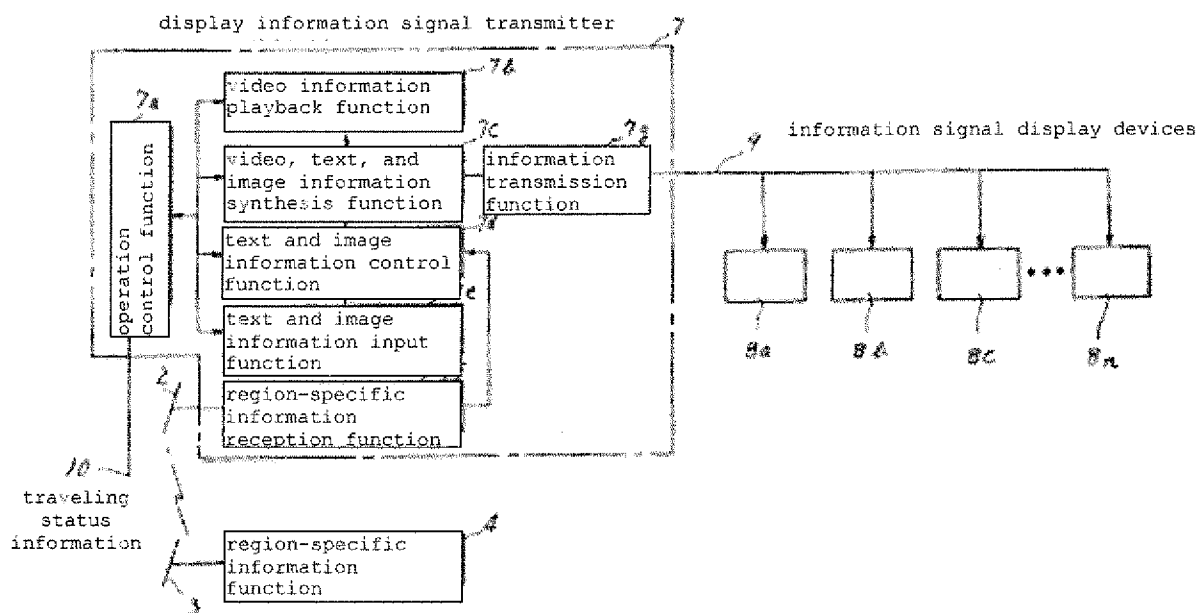 display information signal transmitter
7
7a
7b
video information
playback function
7c
video, text, and
image information
synthesis function
7g
information
transmission
function
9
information signal display devices
operation
control function
7d
text and image
information control
function
e
text and image
information input
function
region-specific
information
reception function
8a
8b
8c
8n
2
10
traveling
status
information
4
region-specific
information
function
3